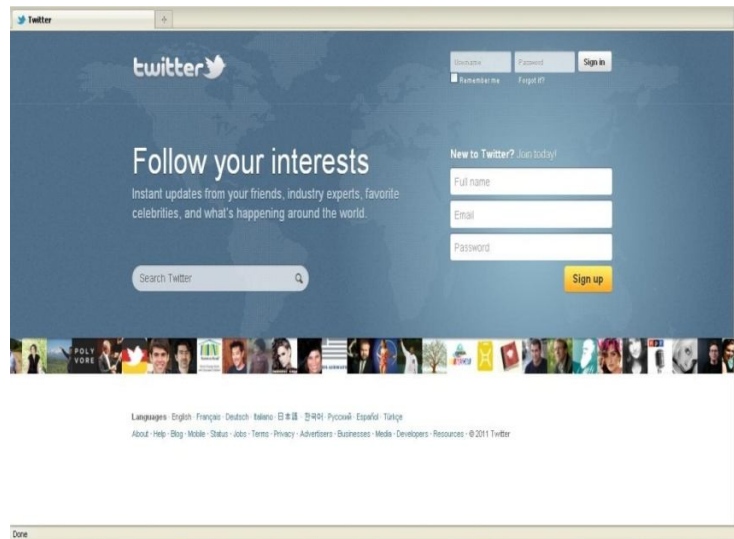 Twitter
twitter
Username Password Sign in
Remember me Forgot it?
Follow your interests
Instant updates from your friends, industry experts, favorite
celebrities, and what's happening around the world.
Search Twitter
New to Twitter? Join today!
Full name
Email
Password
Sign up
POLY
VORE
npr
Languages · English · Français · Deutsch · Italiano · 日本語 · 한국어 · Русский · Español · Türkçe
About · Help · Blog · Mobile · Status · Jobs · Terms · Privacy · Advertisers · Businesses · Media · Developers · Resources · © 2011 Twitter
Done